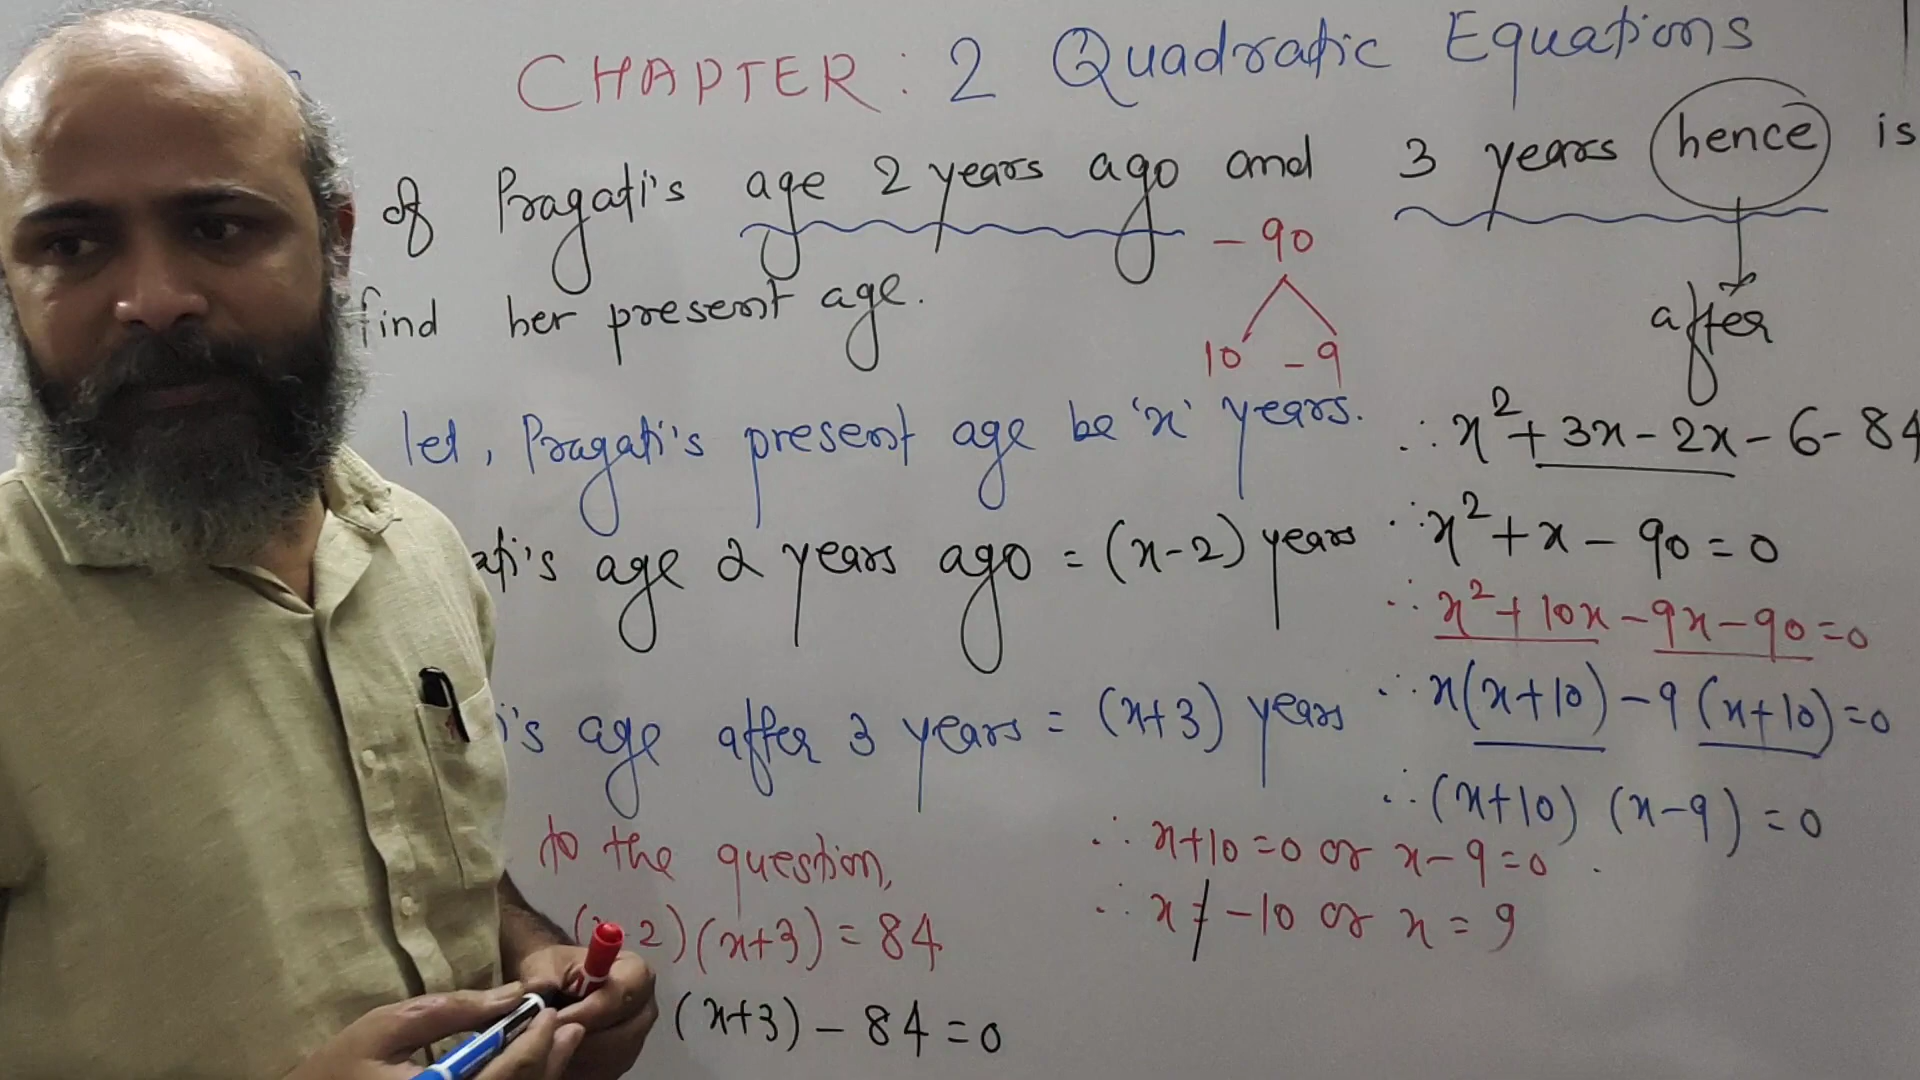 CHAPTER : 2 Quadratic Equations
of Pragati's age 2 years ago and 3 years hence is
find her present age.
after
- 90
10 - 9
let, Pragati's present age be 'x' years.
ati's age 2 years ago = (x-2) years
i's age after 3 years = (x+3) years
to the question,
2) (x+3) = 84
(x+3) - 84 = 0
∴ x² + 3x - 2x - 6 - 84
∴ x² + x - 90 = 0
∴ x² + 10x - 9x - 90 = 0
∴ x(x+10) - 9 (x+10) = 0
∴ (x+10) (x-9) = 0
∴ x+10 = 0 or x - 9 = 0
∴ x ≠ -10 or x = 9